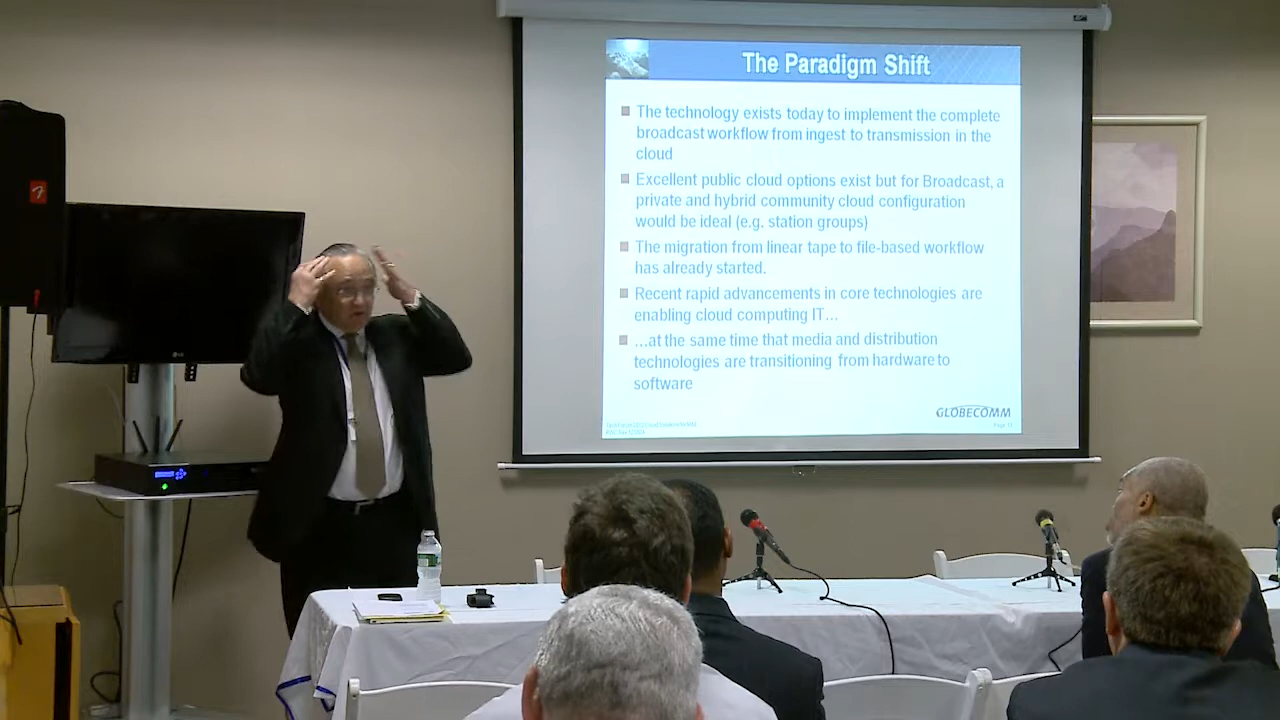 The Paradigm Shift
The technology exists today to implement the complete
broadcast workflow from ingest to transmission in the
cloud
Excellent public cloud options exist but for Broadcast, a
private and hybrid community cloud configuration
would be ideal (e.g. station groups)
The migration from linear tape to file-based workflow
has already started.
Recent rapid advancements in core technologies are
enabling cloud computing IT…
…at the same time that media and distribution
technologies are transitioning from hardware to
software
GLOBECOMM
LG